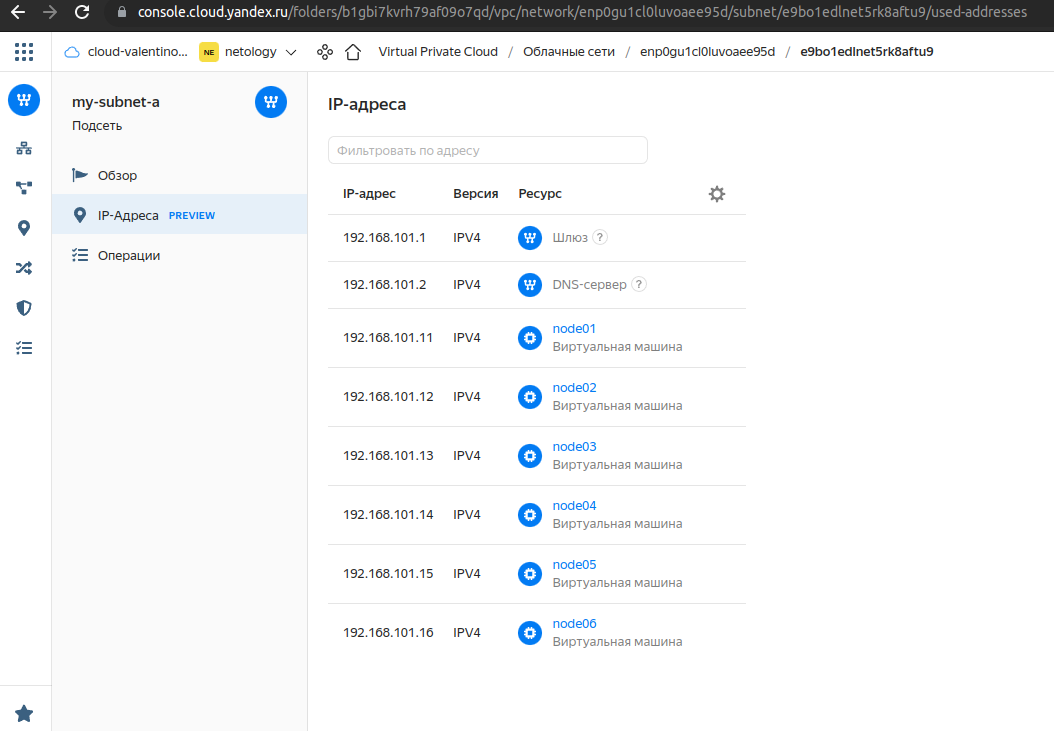 console.cloud.yandex.ru/folders/b1gbi7kvrh79af09o7qd/vpc/network/enp0gu1cl0luvoaee95d/subnet/e9bo1edlnet5rk8aftu9/used-addresses
cloud-valentino... NE netology Virtual Private Cloud / Облачные сети / enp0gu1cl0luvoaee95d / e9bo1edlnet5rk8aftu9
my-subnet-a
Подсеть
Обзор
IP-Адреса PREVIEW
Операции
IP-адреса
Фильтровать по адресу
IP-адрес Версия Ресурс
192.168.101.1 IPV4 Шлюз ?
192.168.101.2 IPV4 DNS-сервер ?
192.168.101.11 IPV4 node01
Виртуальная машина
192.168.101.12 IPV4 node02
Виртуальная машина
192.168.101.13 IPV4 node03
Виртуальная машина
192.168.101.14 IPV4 node04
Виртуальная машина
192.168.101.15 IPV4 node05
Виртуальная машина
192.168.101.16 IPV4 node06
Виртуальная машина